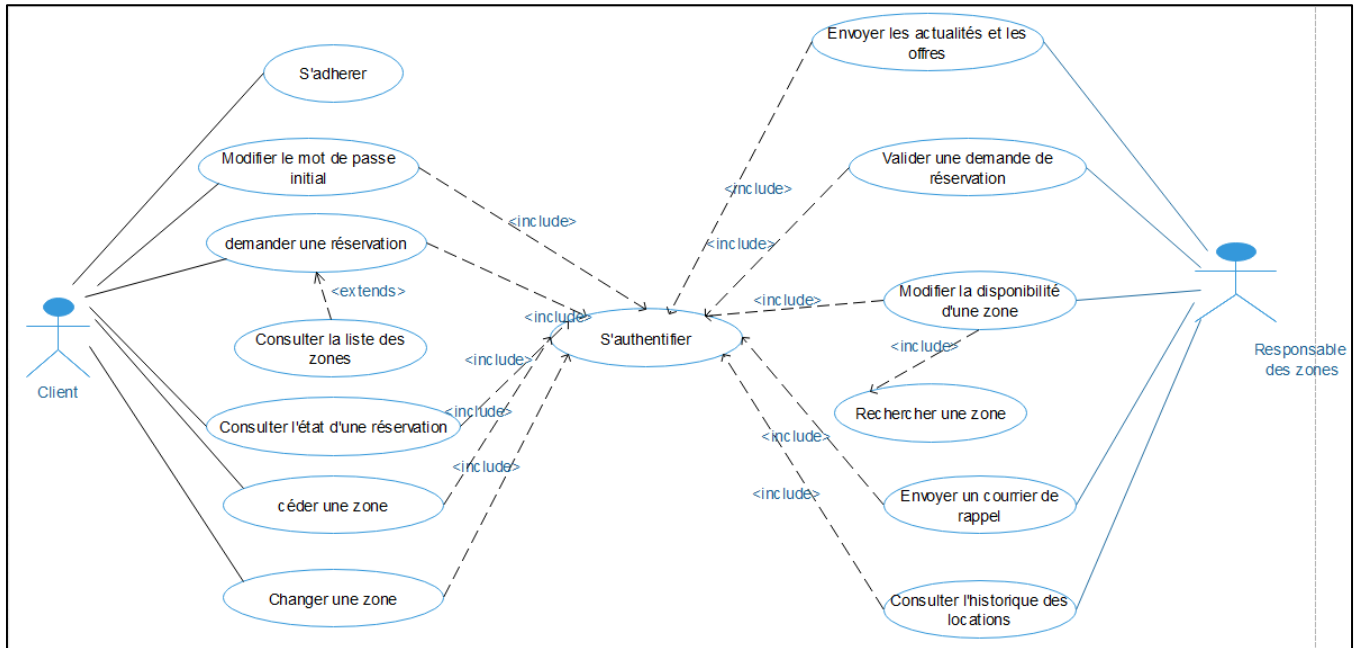 Envoyer les actualités et les
offres
S'adherer
Modifier le mot de passe
initial
Valider une demande de
réservation
<include>
<include>
<include>
demander une réservation
<extends>
Modifier la disponibilité
d'une zone
<include>
<include>
Consulter la liste des
zones
S'authentifier
<include>
Responsable
des zones
Client
Rechercher une zone
<include>
Consulter l'état d'une réservation
<include>
<include>
<include>
céder une zone
Envoyer un courrier de
rappel
Changer une zone
Consulter l'historique des
locations